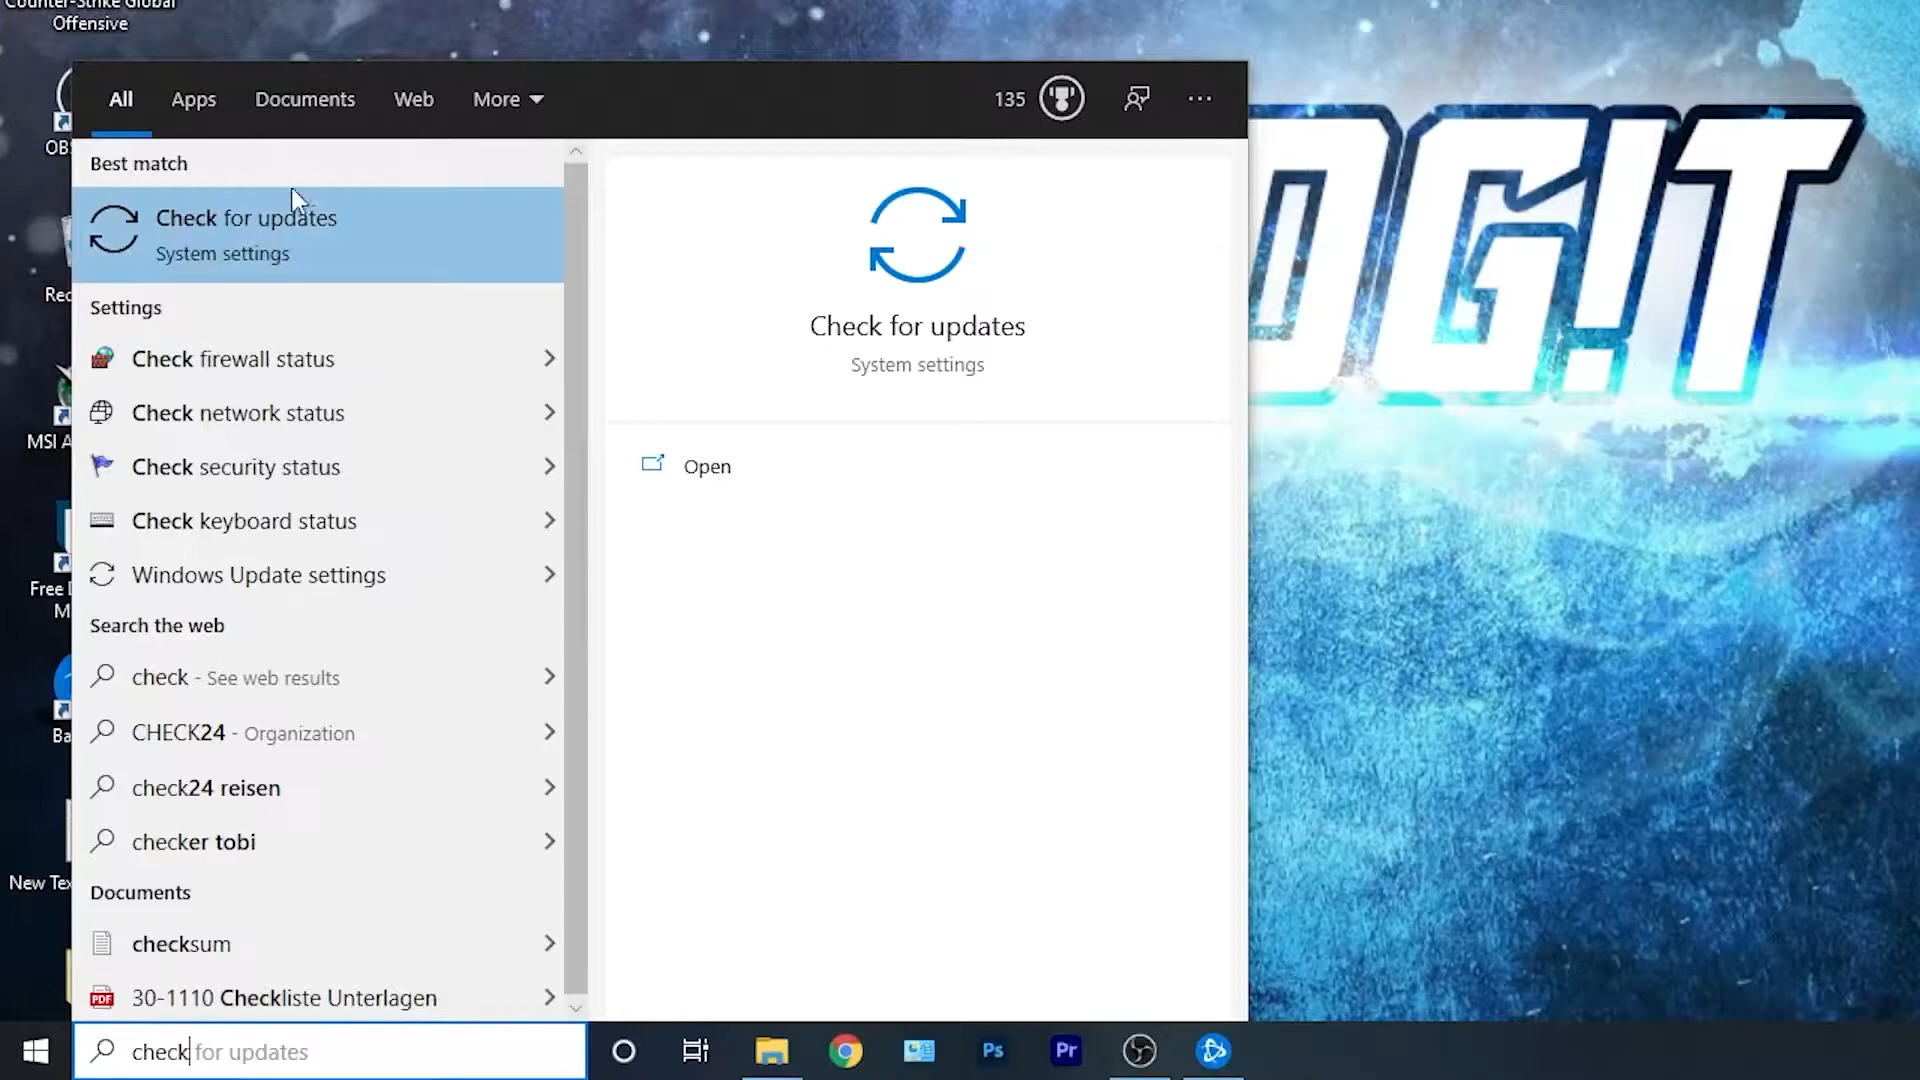 Counter-Strike Global
Offensive
All
Apps
Documents
Web
More
135
Best match
Check for updates
System settings
Settings
Check firewall status
Check network status
Check security status
Check keyboard status
Windows Update settings
Search the web
check - See web results
CHECK24 - Organization
check24 reisen
checker tobi
Documents
checksum
30-1110 Checkliste Unterlagen
PDF
Check for updates
System settings
Open
OBS
Rec
MSI A
Free D
M
Ba
New Tex
G!T
check for updates
Ps
Pr